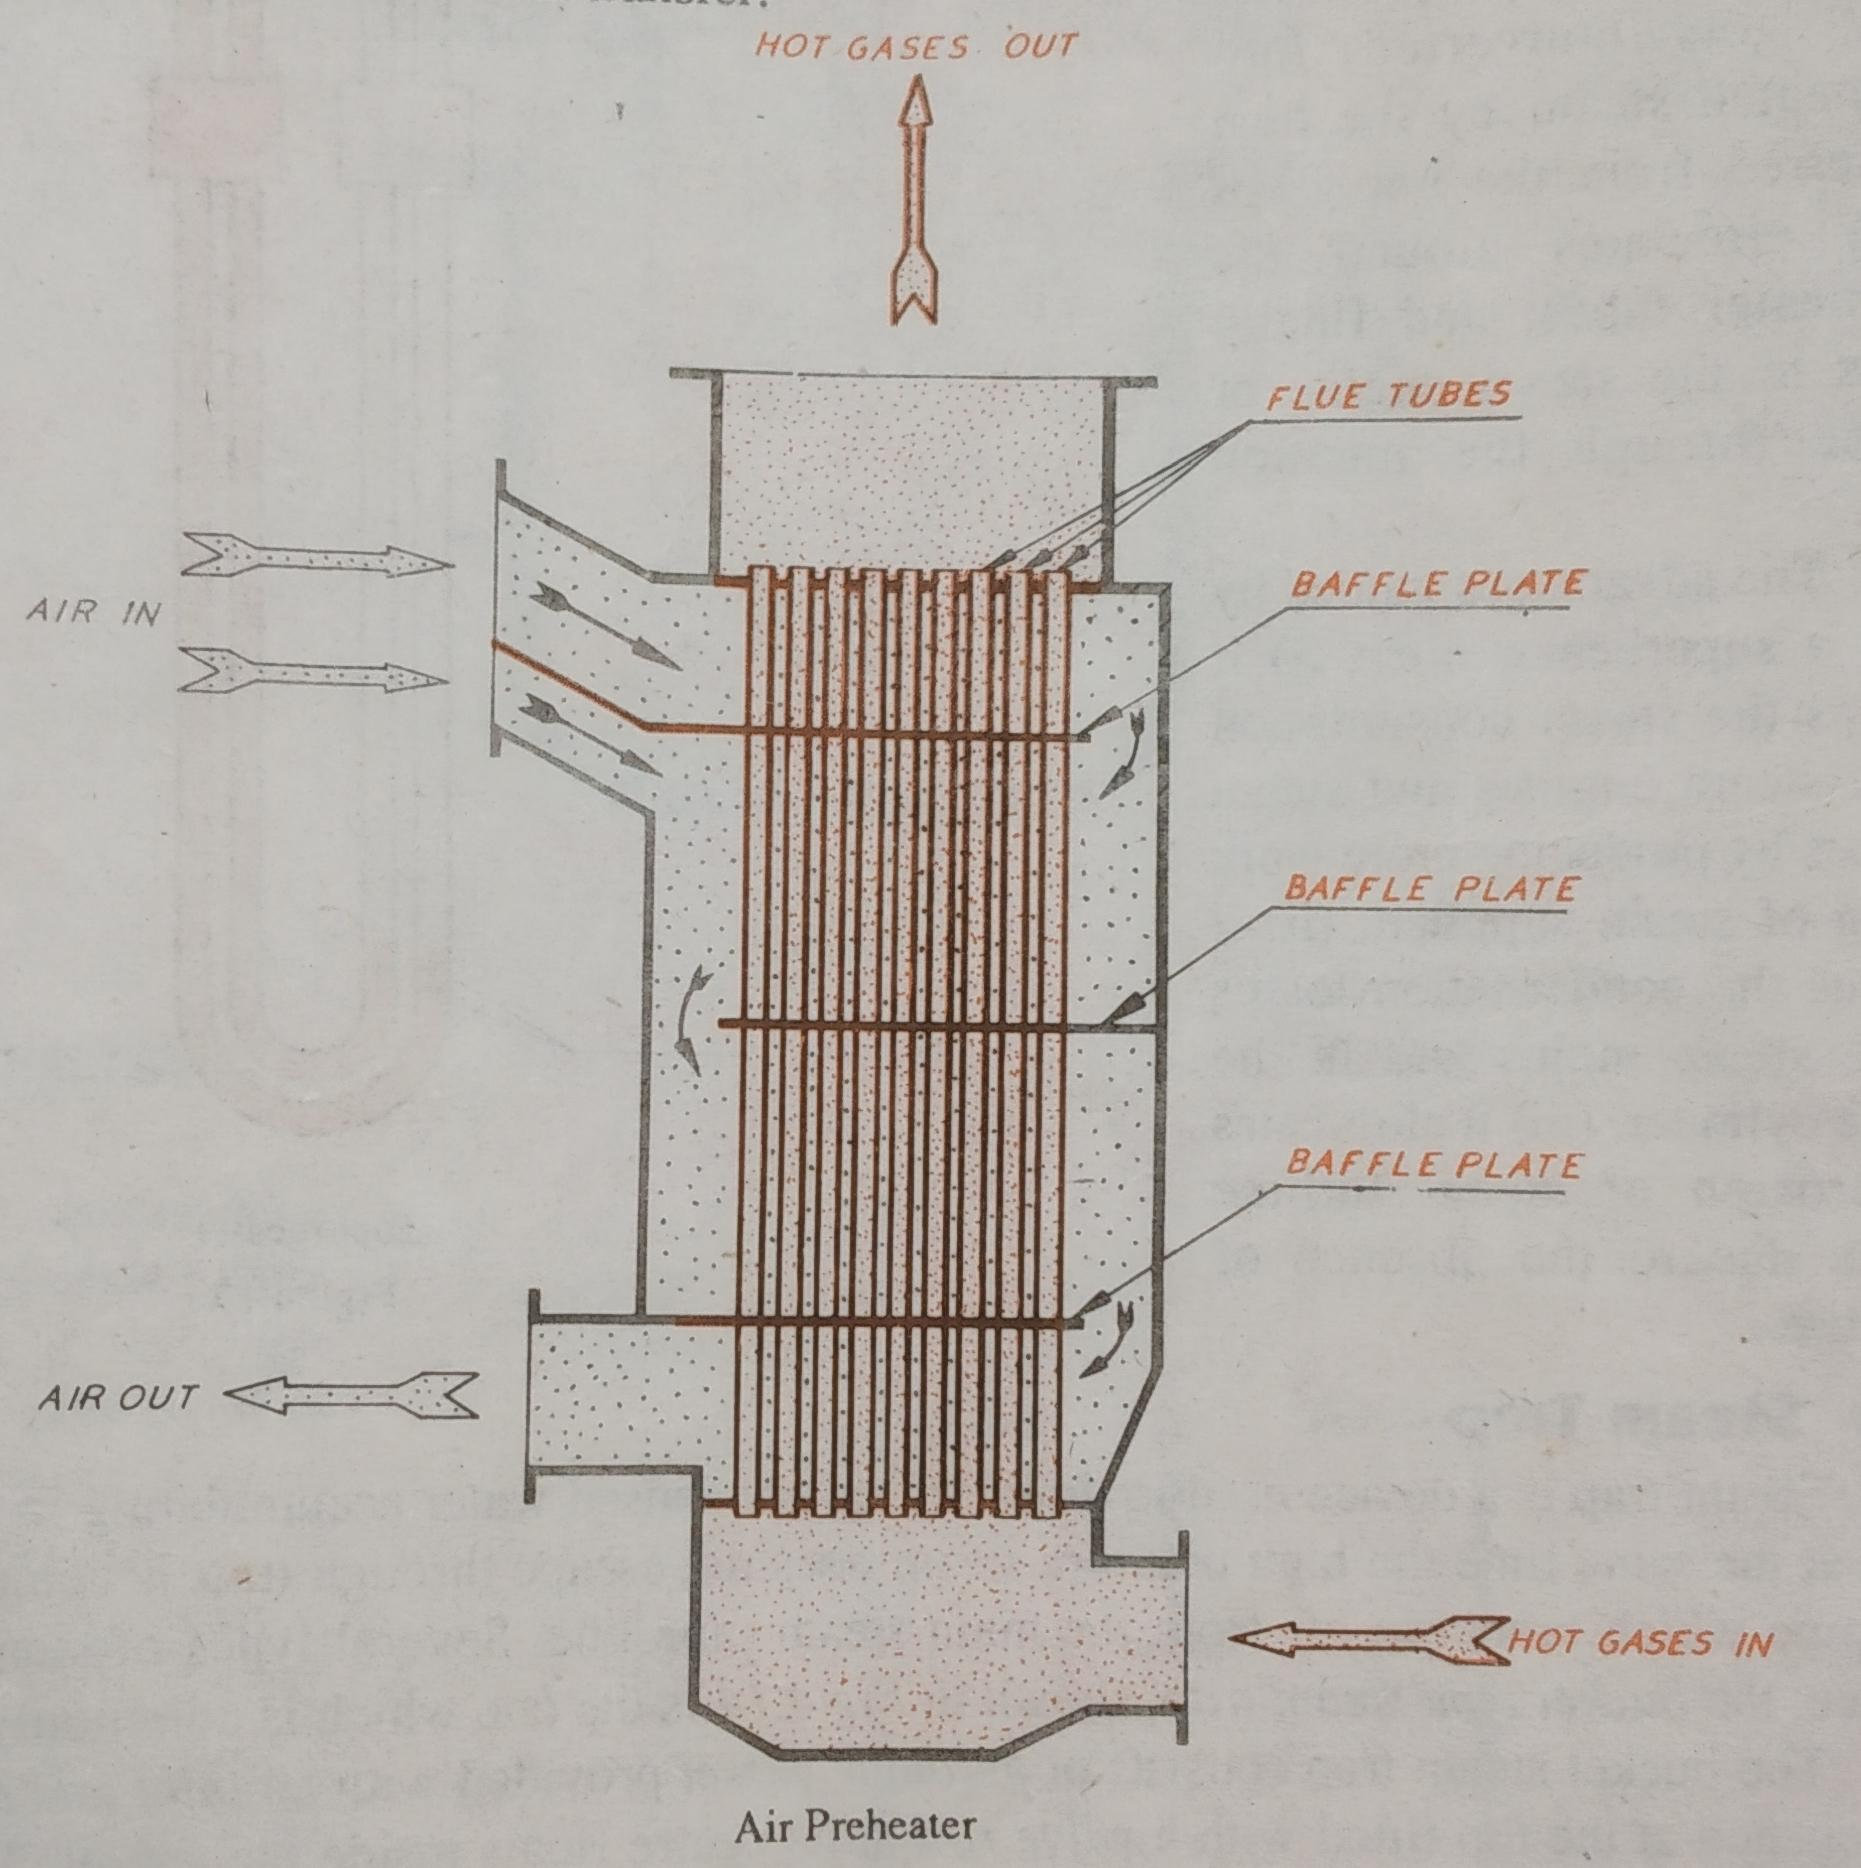 HOT GASES OUT
FLUE TUBES
BAFFLE PLATE
AIR IN
BAFFLE PLATE
BAFFLE PLATE
AIR OUT
HOT GASES IN
Air Preheater